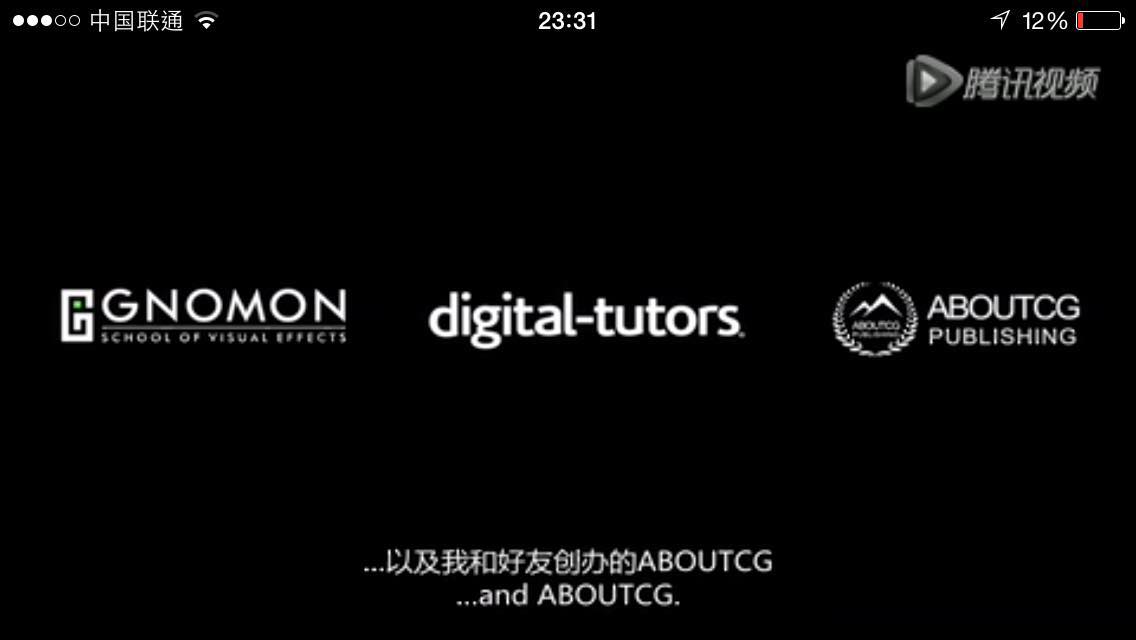 中国联通
23:31
12%
腾讯视频
GNOMON
SCHOOL OF VISUAL EFFECTS
digital-tutors®
ABOUTCG
PUBLISHING
ABOUTCG
...以及我和好友创办的ABOUTCG
...and ABOUTCG.